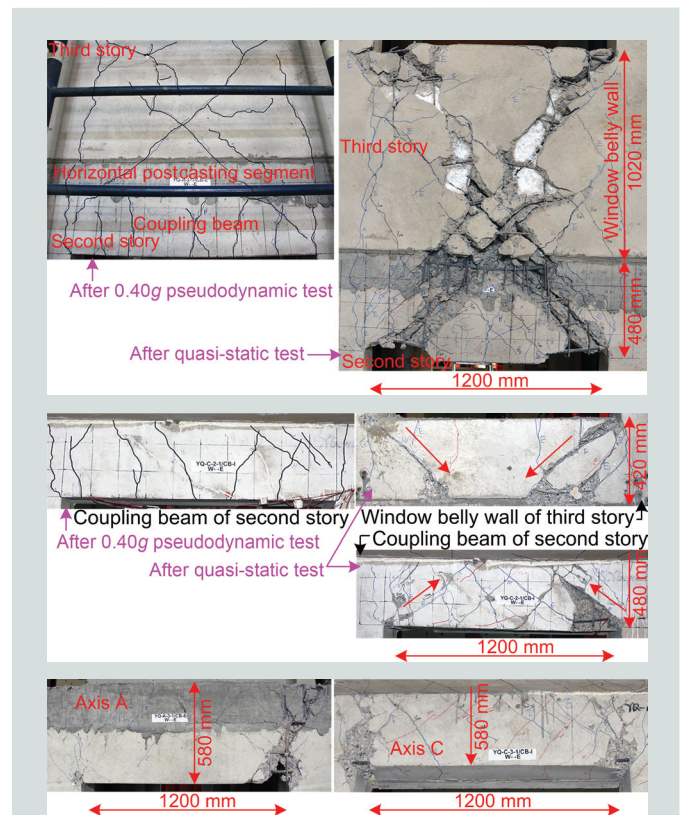 Third story
Horizontal postcasting segment
Coupling beam
Second story
After 0.40g pseudodynamic test
After quasi-static test
Third story
Window belly wall
1020 mm
480 mm
Second story
1200 mm
YQ-C-2-1/CB-I
W--E
Coupling beam of second story
After 0.40g pseudodynamic test
After quasi-static test
420 mm
Window belly wall of third story
Coupling beam of second story
YQ-C-2-1/CB-I
W--E
480 mm
1200 mm
Axis A
W--E
580 mm
1200 mm
Axis C
580 mm
YQ-C-3-1/CB-I
W--E
1200 mm